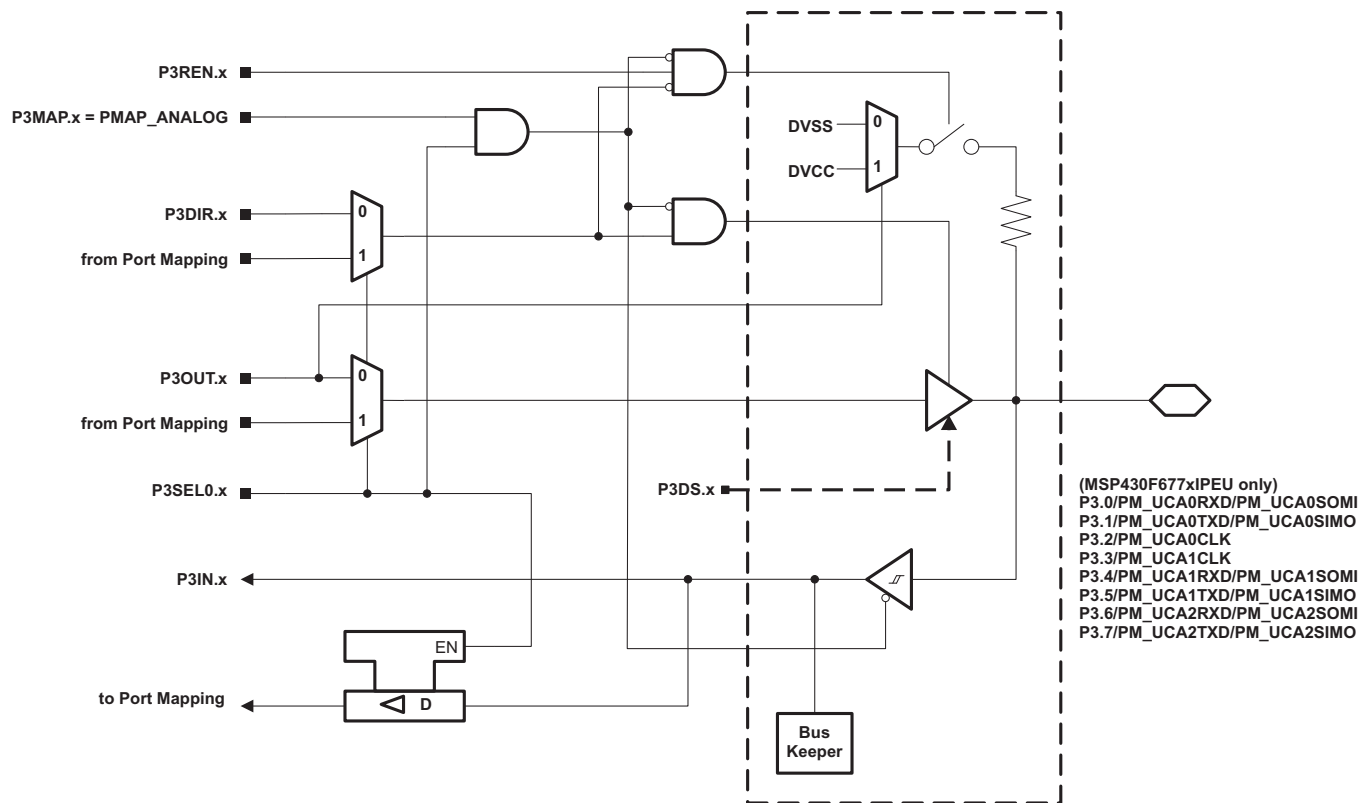 P3REN.x
P3MAP.x = PMAP_ANALOG
DVSS
0
DVCC
1
P3DIR.x
0
from Port Mapping
1
P3OUT.x
0
from Port Mapping
1
P3SEL0.x
P3DS.x
(MSP430F677xIPEU only)
P3.0/PM_UCA0RXD/PM_UCA0SOMI
P3.1/PM_UCA0TXD/PM_UCA0SIMO
P3.2/PM_UCA0CLK
P3.3/PM_UCA1CLK
P3.4/PM_UCA1RXD/PM_UCA1SOMI
P3.5/PM_UCA1TXD/PM_UCA1SIMO
P3.6/PM_UCA2RXD/PM_UCA2SOMI
P3.7/PM_UCA2TXD/PM_UCA2SIMO
P3IN.x
EN
to Port Mapping
D
Bus
Keeper